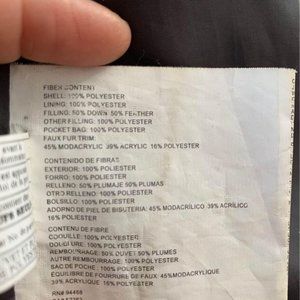 FIBER CONTENT
SHELL: 100% POLYESTER
LINING: 100% POLYESTER
FILLING: 50% DOWN 50% FEATHER
OTHER FILLING: 100% POLYESTER
POCKET BAG: 100% POLYESTER
FAUX FUR TRIM:
45% MODACRYLIC 39% ACRYLIC 16% POLYESTER
CONTENIDO DE FIBRAS
EXTERIOR: 100% POLIESTER
FORRO: 100% POLIESTER
RELLENO: 50% PLUMAJE 50% PLUMAS
OTRO RELLENO: 100% POLIESTER
BOLSILLO: 100% POLIESTER
ADORNO DE PIEL DE BISUTERIA: 45% MODACRÍLICO 39% ACRÍLICO
16% POLIESTER
CONTENU DE FIBRE
COQUILLE: 100% POLYESTER
DOUBLURE: 100% POLYESTER
REMBOURRAGE: 50% DUVET 50% PLUMES
AUTRE REMBOURRAGE: 100% POLYESTER
SAC DE POCHE: 100% POLYESTER
EQUILIBRE DE FOURRURE DE FAUX: 45% MODACRYLIQUE
39% ACRYLIQUE 16% POLYESTER
RN# 94468